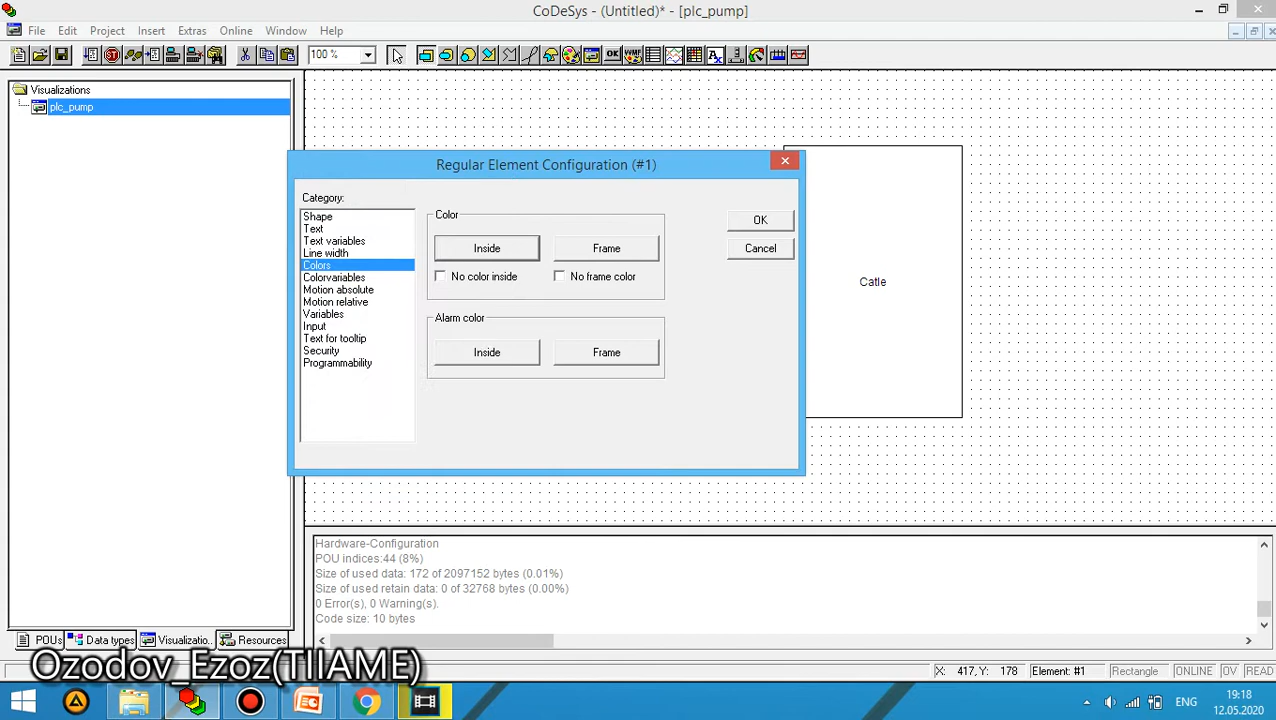 CoDeSys - (Untitled)* - [plc_pump]
File Edit Project Insert Extras Online Window Help
100 %
OK
WMF
Visualizations
plc_pump
Regular Element Configuration (#1)
Category:
Shape
Text
Text variables
Line width
Colors
Colorvariables
Motion absolute
Motion relative
Variables
Input
Text for tooltip
Security
Programmability
Color
Inside Frame
No color inside No frame color
Alarm color
Inside Frame
OK
Cancel
Catle
Hardware-Configuration
POU indices:44 (8%)
Size of used data: 172 of 2097152 bytes (0.01%)
Size of used retain data: 0 of 32768 bytes (0.00%)
0 Error(s), 0 Warning(s).
Code size: 10 bytes
POUs Data types Visualizatio.. Resources
Ozodov_Ezoz(TIIAME)
X: 417, Y: 178 Element: #1 Rectangle ONLINE OV READ
ENG
19:18
12.05.2020